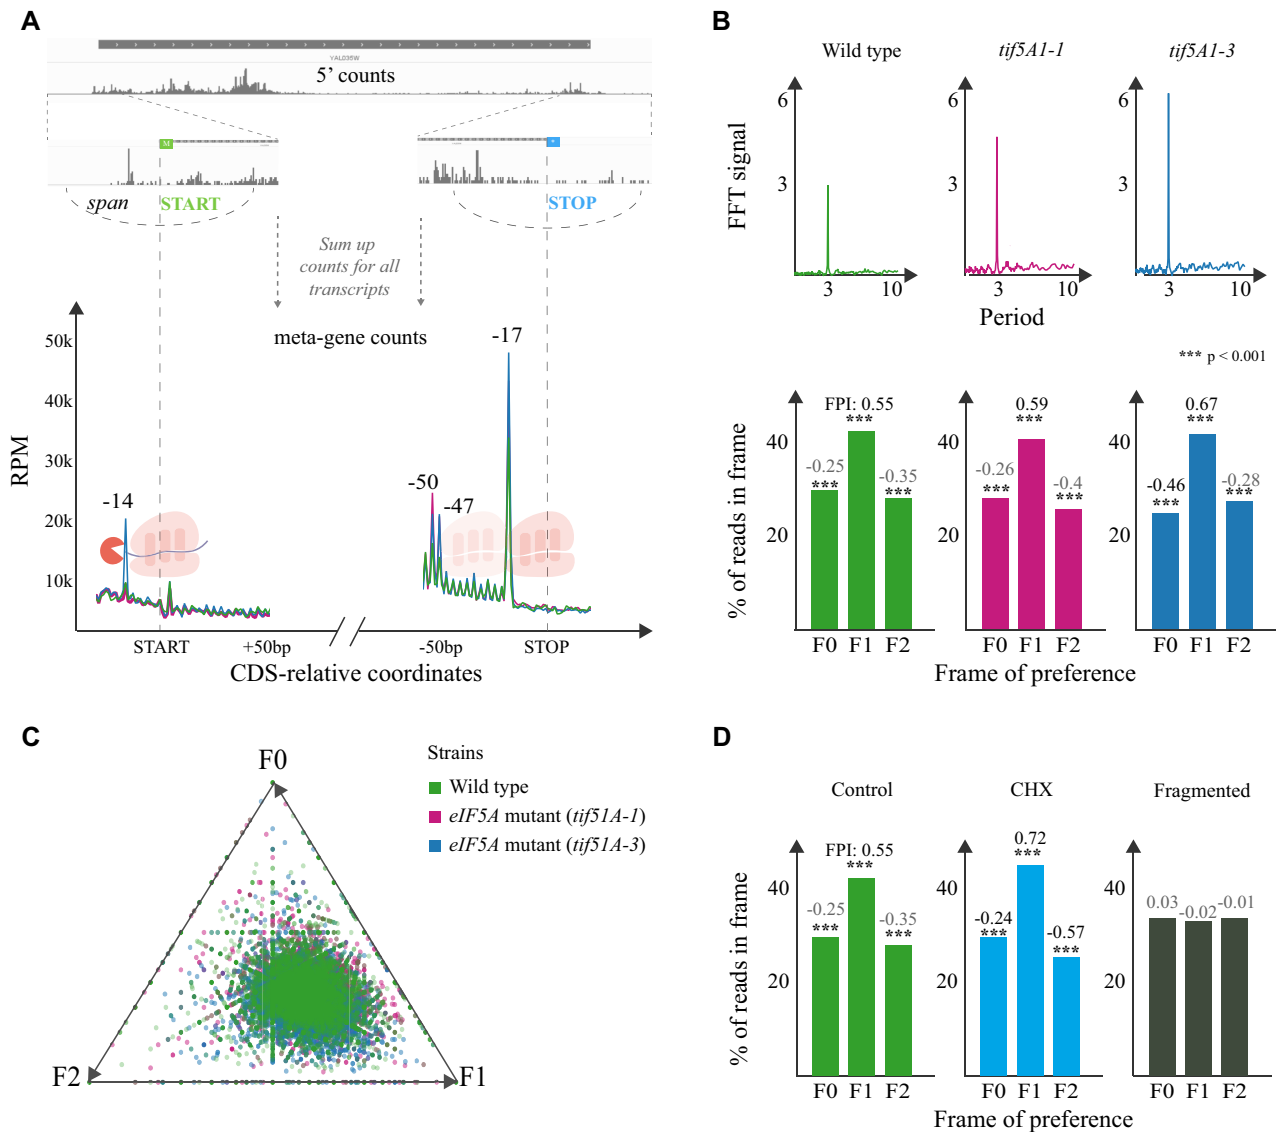 A
YAL035W
5' counts
M
*
span
START
STOP
Sum up
counts for all
transcripts
meta-gene counts
RPM
50k
40k
30k
20k
10k
-14
-50
-47
-17
START
+50bp
-50bp
STOP
CDS-relative coordinates
B
Wild type
tif5A1-1
tif5A1-3
FFT signal
6
3
3
10
6
3
3
10
6
3
3
10
Period
*** p < 0.001
% of reads in frame
40
20
FPI: 0.55
***
-0.25
***
-0.35
***
F0 F1 F2
40
20
0.59
***
-0.26
***
-0.4
***
F0 F1 F2
40
20
0.67
***
-0.46
***
-0.28
***
F0 F1 F2
Frame of preference
C
F0
F2
F1
Strains
Wild type
eIF5A mutant (tif51A-1)
eIF5A mutant (tif51A-3)
D
Control
CHX
Fragmented
% of reads in frame
40
20
FPI: 0.55
***
-0.25
***
-0.35
***
F0 F1 F2
40
20
0.72
***
-0.24
***
-0.57
***
F0 F1 F2
40
20
0.03
-0.02
-0.01
F0 F1 F2
Frame of preference